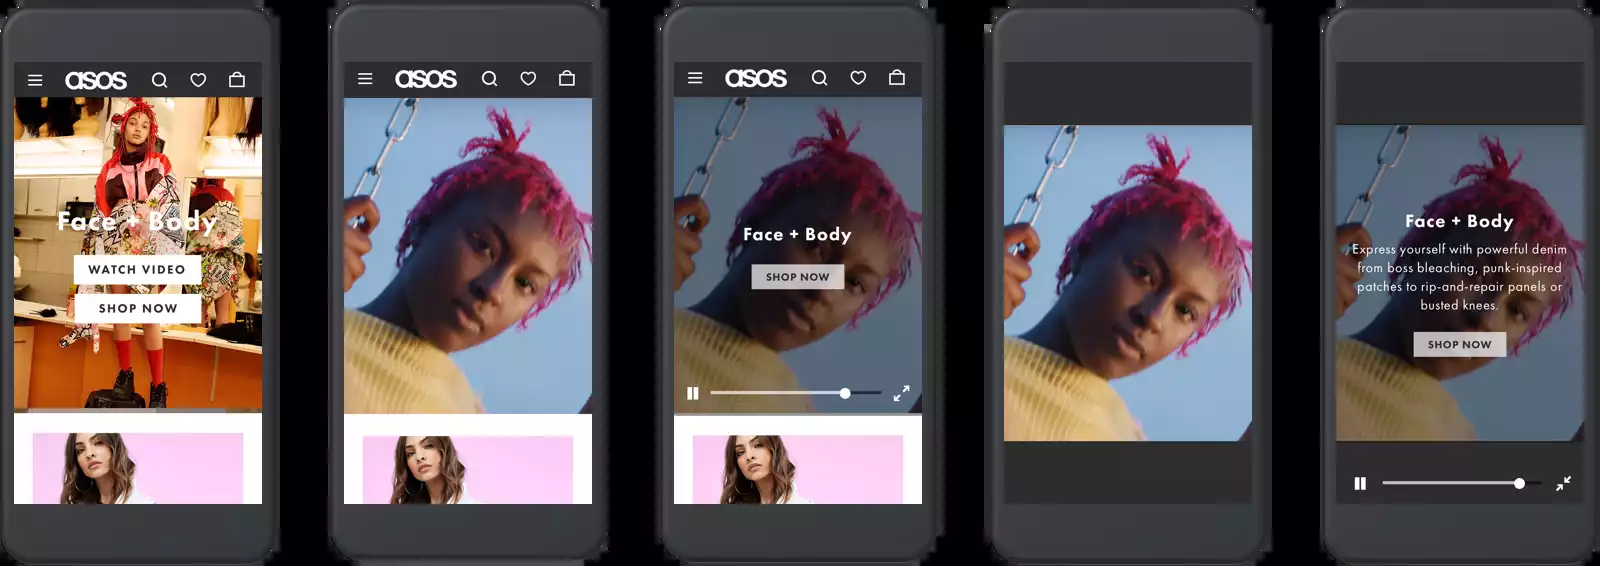 asos
Face + Body
WATCH VIDEO
SHOP NOW
asos
asos
Face + Body
SHOP NOW
Face + Body
Express yourself with powerful denim
from boss bleaching, punk-inspired
patches to rip-and-repair panels or
busted knees.
SHOP NOW